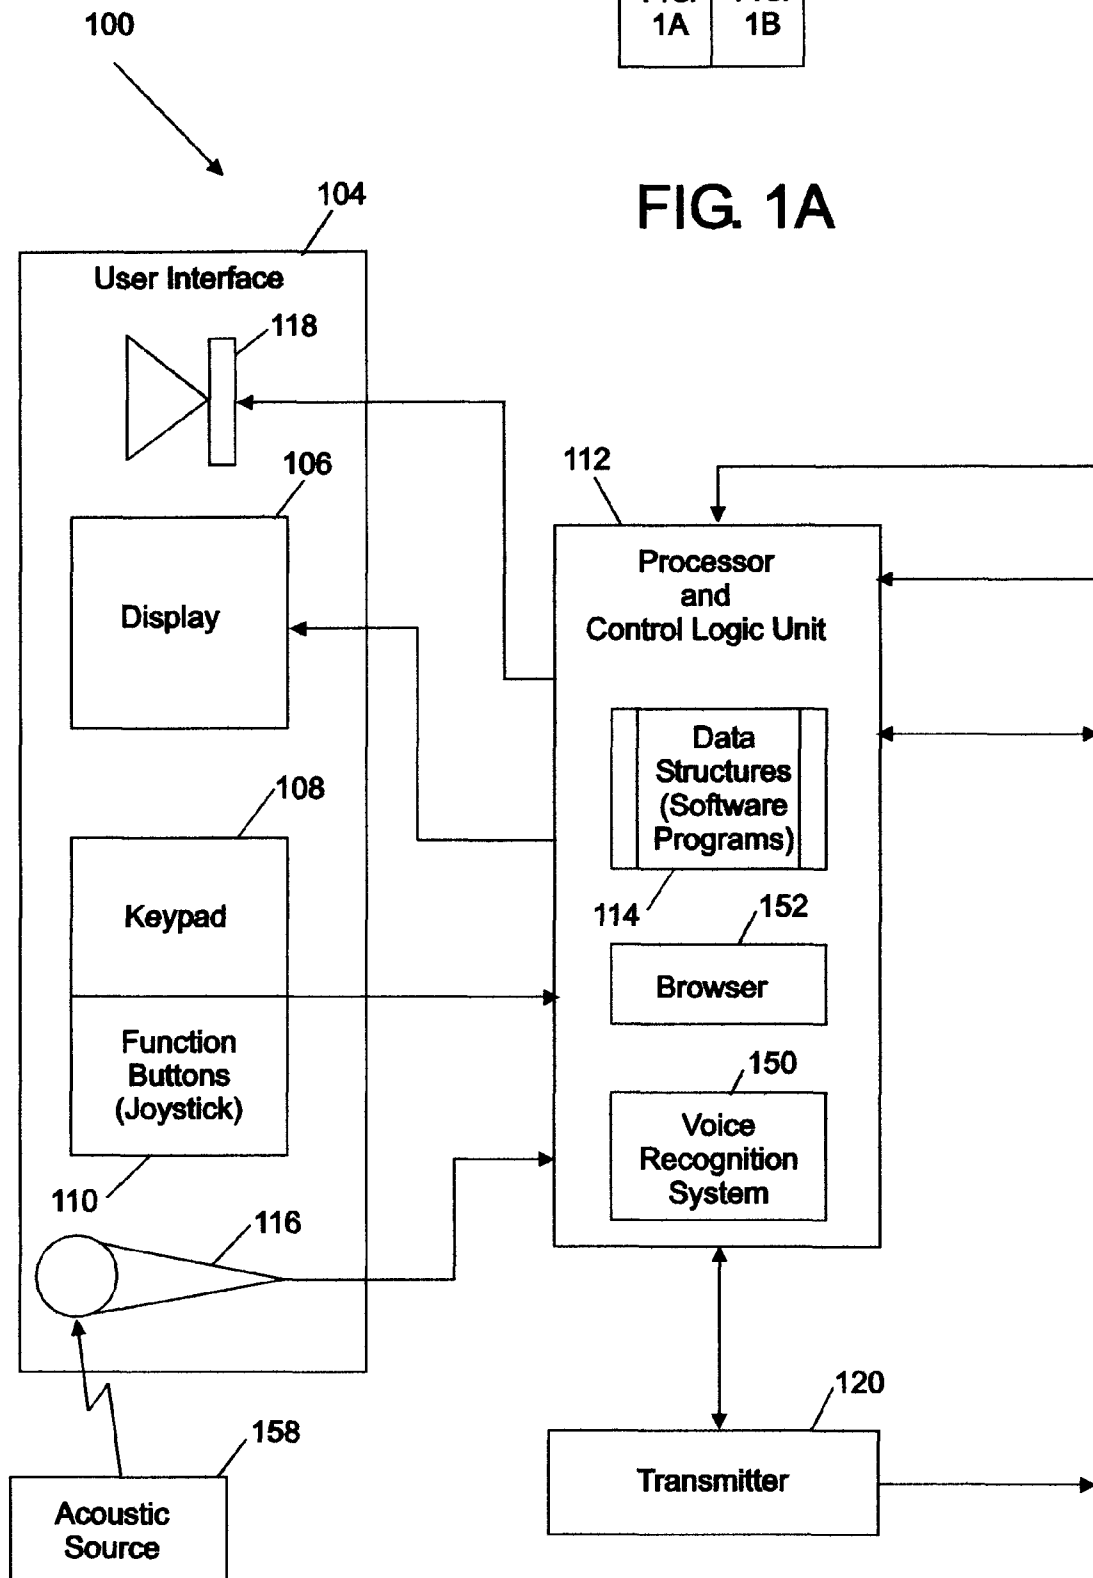 100
1A
1B
FIG. 1A
104
User Interface
118
106
Display
108
Keypad
Function
Buttons
(Joystick)
110
116
158
Acoustic
Source
112
Processor
and
Control Logic Unit
Data
Structures
(Software
Programs)
114
152
Browser
150
Voice
Recognition
System
120
Transmitter